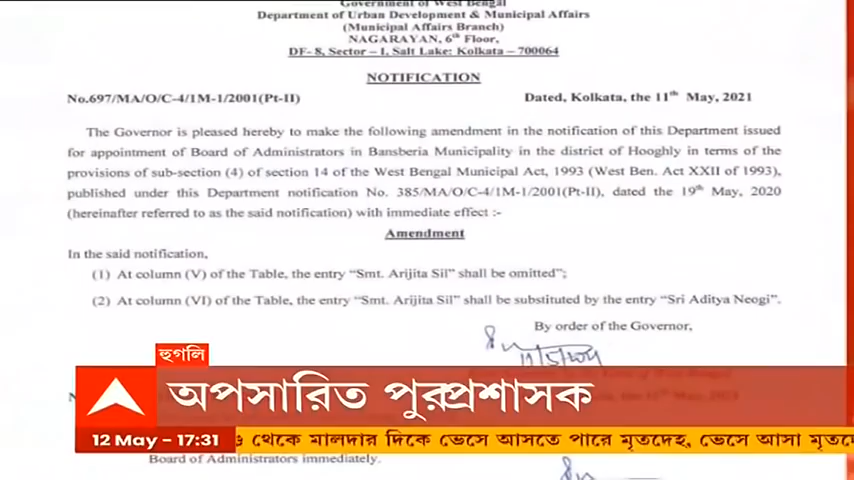 Government of West Bengal
Department of Urban Development & Municipal Affairs
(Municipal Affairs Branch)
NAGARAYAN, 6th Floor,
DF- 8, Sector – I, Salt Lake: Kolkata – 700064
NOTIFICATION
No.697/MA/O/C-4/1M-1/2001(Pt-II)
Dated, Kolkata, the 11th May, 2021
The Governor is pleased hereby to make the following amendment in the notification of this Department issued
for appointment of Board of Administrators in Bansberia Municipality in the district of Hooghly in terms of the
provisions of sub-section (4) of section 14 of the West Bengal Municipal Act, 1993 (West Ben. Act XXII of 1993),
published under this Department notification No. 385/MA/O/C-4/1M-1/2001(Pt-II), dated the 19th May, 2020
(hereinafter referred to as the said notification) with immediate effect :-
Amendment
In the said notification,
(1) At column (V) of the Table, the entry “Smt. Arijita Sil” shall be omitted”;
(2) At column (VI) of the Table, the entry “Smt. Arijita Sil” shall be substituted by the entry “Sri Aditya Neogi”.
By order of the Governor,
হুগলি
অপসারিত পুরপ্রশাসক
12 May - 17:31
থেকে মালদার দিকে ভেসে আসতে পারে মৃতদেহ, ভেসে আসা মৃতদে
Board of Administrators immediately.